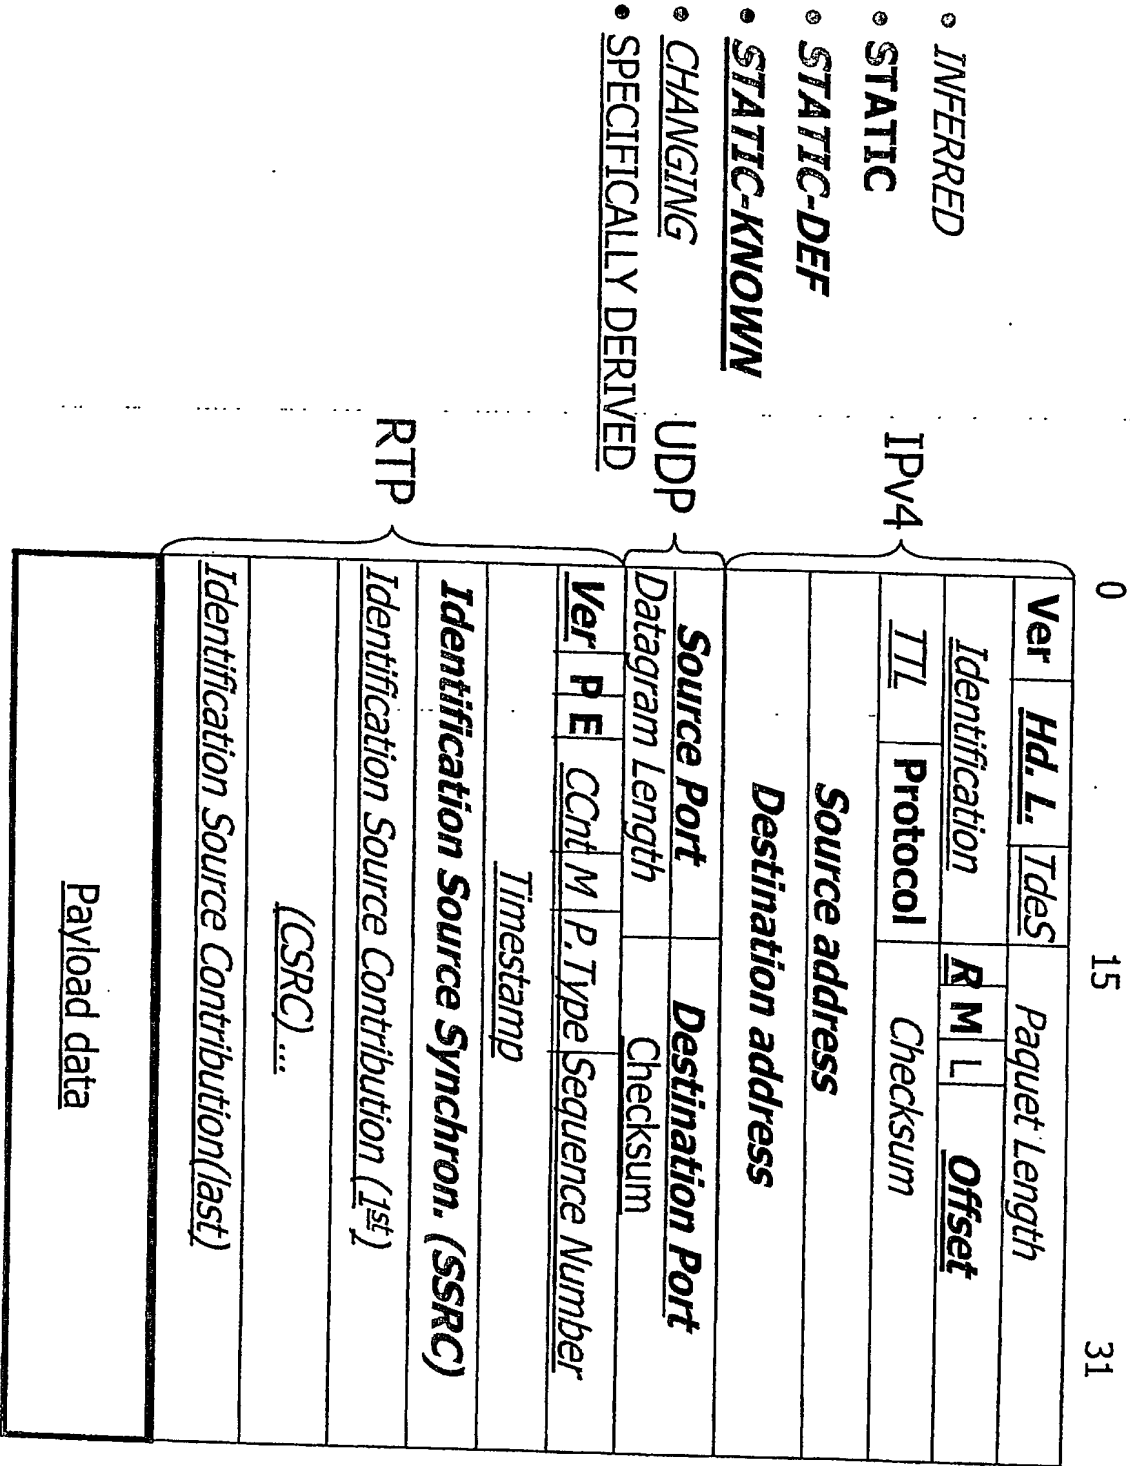 0 15 31
IPv4
Ver Hd. L. TdeS Paquet Length
Identification R M L Offset
TTL Protocol Checksum
Source address
Destination address
UDP
Source Port Destination Port
Datagram Length Checksum
RTP
Ver P E CCnt M P.Type Sequence Number
Timestamp
Identification Source Synchron. (SSRC)
Identification Source Contribution (1st)
(CSRC)...
Identification Source Contribution(last)
Payload data
• INFERRED
• STATIC
• STATIC-DEF
• STATIC-KNOWN
• CHANGING
• SPECIFICALLY DERIVED